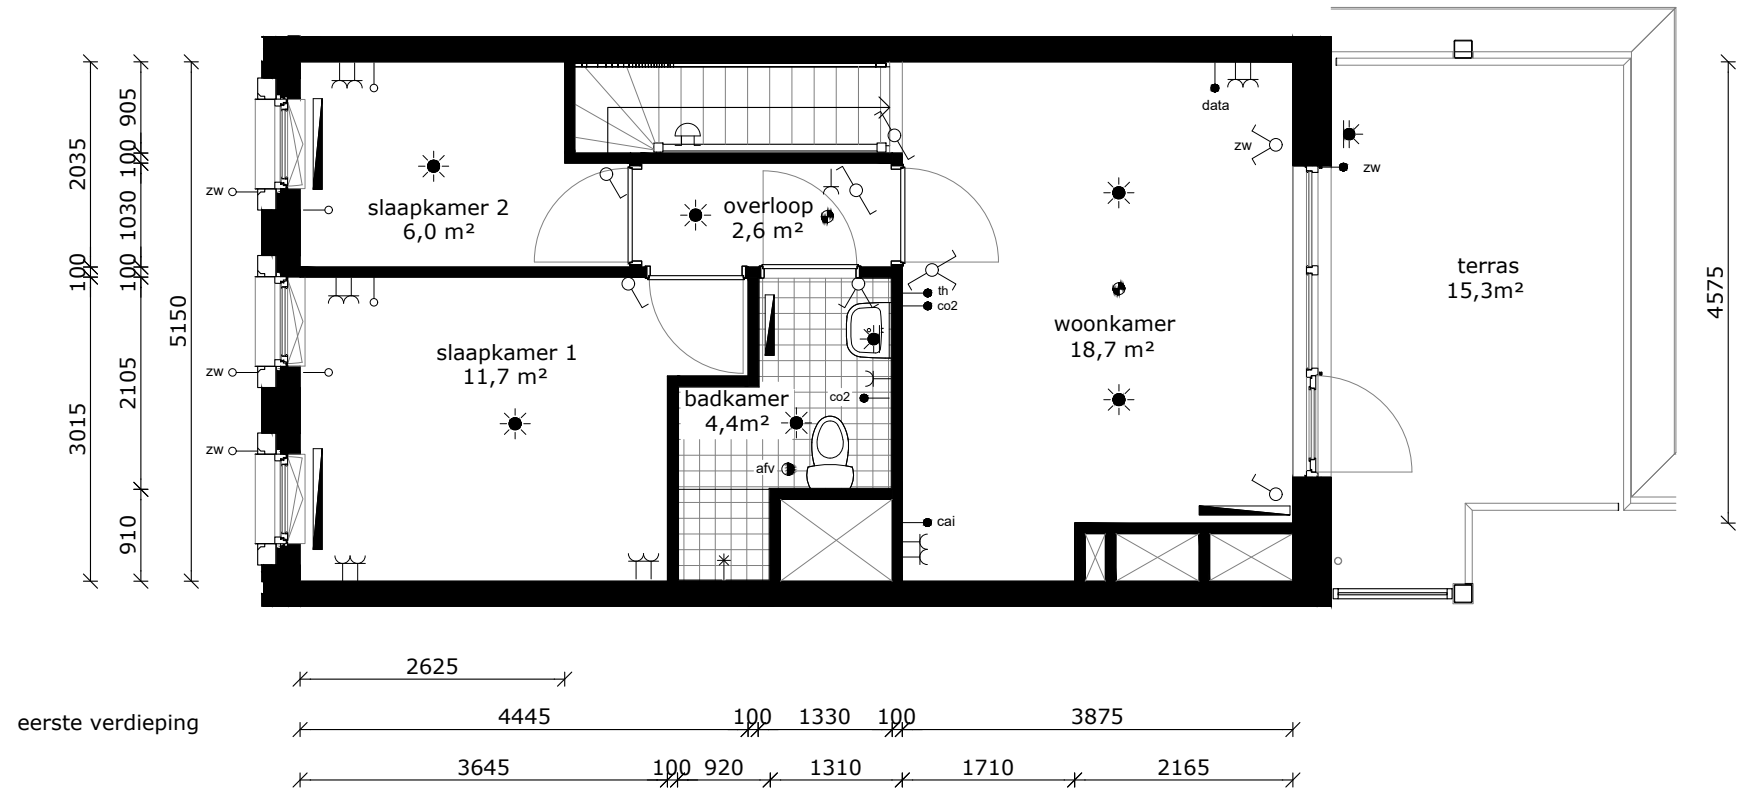 data
zw
zw
zw
slaapkamer 2
6,0 m²
overloop
2,6 m²
terras
15,3m²
th
co2
woonkamer
18,7 m²
slaapkamer 1
11,7 m²
zw
badkamer
4,4m²
co2
zw
afv
cai
2035
100
3015
905
100
1030
100
2105
910
5150
4575
2625
eerste verdieping
4445
100
1330
100
3875
3645
100
920
1310
1710
2165